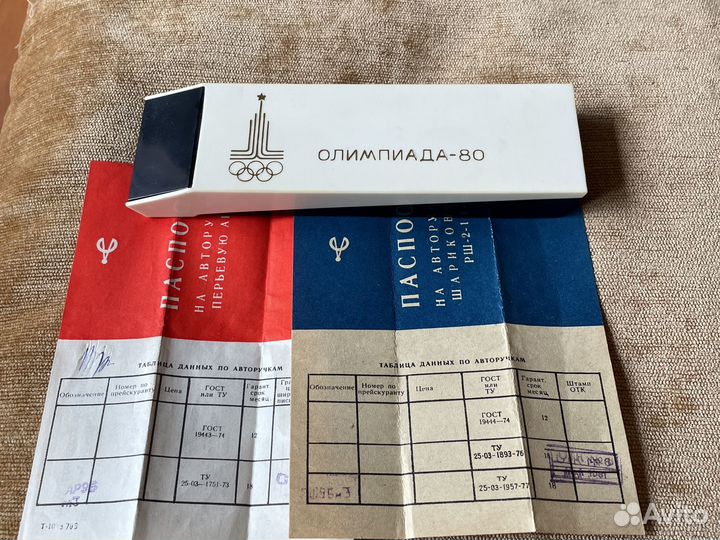 ОЛИМПИАДА-80
ПАСПО
НА АВТОРУ
ПЕРЬЕВУЮ
ТАБЛИЦА ДАННЫХ ПО АВТОРУЧКАМ
Обозначение Номер по прейскуранту Цена ГОСТ или ТУ Гарант. срок месяц.
ГОСТ 19443—74 12
ТУ 25-03—1751-73 18
АР96
ПАСПО
НА АВТОРУ
ШАРИКОВ
РШ-2-1
ТАБЛИЦА ДАННЫХ ПО АВТОРУЧКАМ
Обозначение Номер по прейскуранту Цена ГОСТ или ТУ Гарант. срок месяц. Штамп ОТК
ГОСТ 19444—74 12
ТУ 25-03-1893-76
ТУ 25-03-1957-77 18
Avito